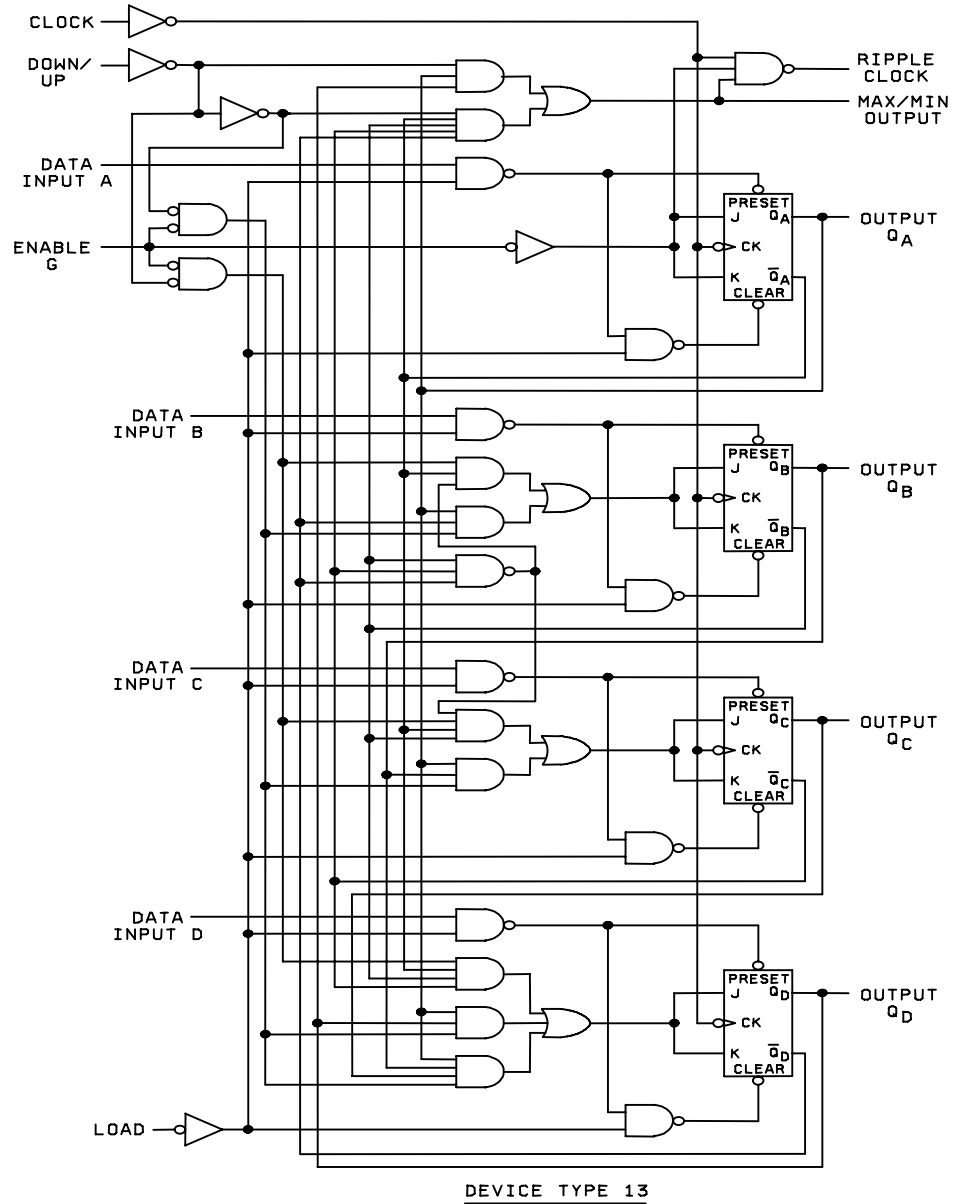 CLOCK
DOWN/
UP
RIPPLE
CLOCK
MAX/MIN
OUTPUT
DATA
INPUT A
PRESET
J
QA
CK
K
Q̅A
CLEAR
OUTPUT
QA
ENABLE
G
DATA
INPUT B
PRESET
J
QB
CK
K
Q̅B
CLEAR
OUTPUT
QB
DATA
INPUT C
PRESET
J
QC
CK
K
Q̅C
CLEAR
OUTPUT
QC
DATA
INPUT D
PRESET
J
QD
CK
K
Q̅D
CLEAR
OUTPUT
QD
LOAD
DEVICE TYPE 13